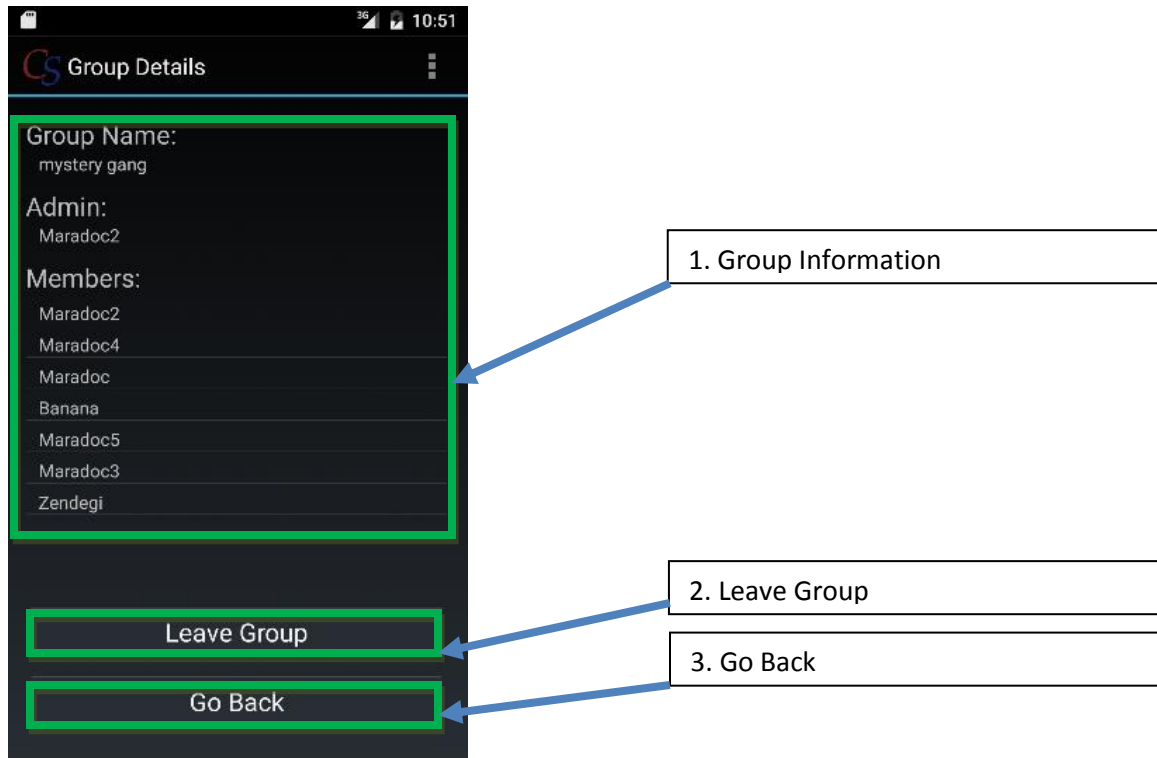 3G 10:51
CS Group Details
Group Name:
mystery gang
Admin:
Maradoc2
Members:
Maradoc2
Maradoc4
Maradoc
Banana
Maradoc5
Maradoc3
Zendegi
Leave Group
Go Back
1. Group Information
2. Leave Group
3. Go Back